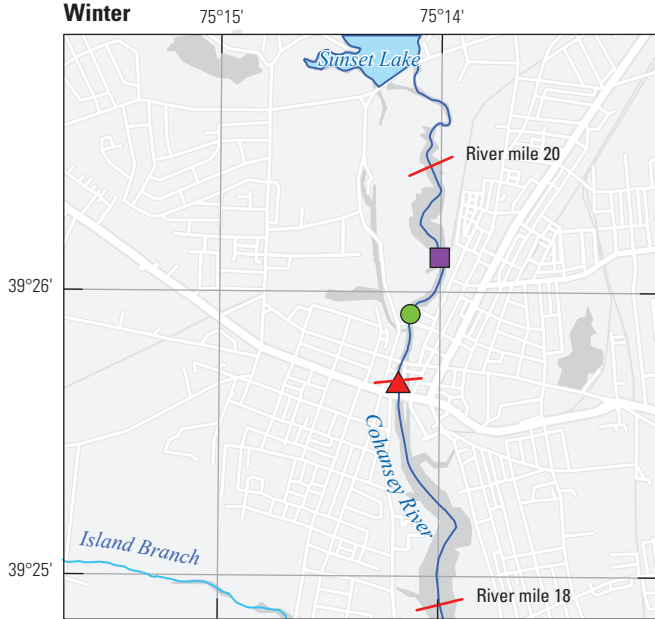 Winter
75°15'
75°14'
Sunset Lake
River mile 20
39°26'
Cohansey River
Island Branch
39°25'
River mile 18